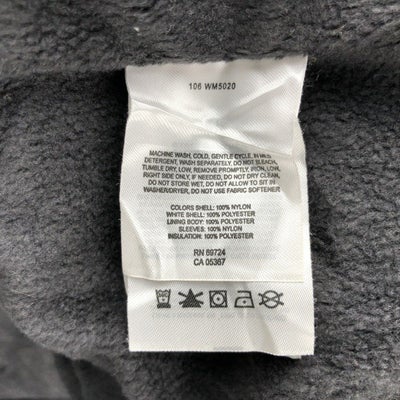 106 WM5020
MACHINE WASH, COLD, GENTLE CYCLE, IN MILD
DETERGENT, WASH SEPARATELY, DO NOT BLEACH,
TUMBLE DRY, LOW, REMOVE PROMPTLY, IRON, LOW,
RIGHT SIDE ONLY, IF NEEDED, DO NOT DRY CLEAN,
DO NOT STORE WET, DO NOT ALLOW TO SIT IN
WASHER/DRYER, DO NOT USE FABRIC SOFTENER
COLORS SHELL: 100% NYLON
WHITE SHELL: 100% POLYESTER
LINING BODY: 100% POLYESTER
SLEEVES: 100% NYLON
INSULATION: 100% POLYESTER
RN 69724
CA 05367